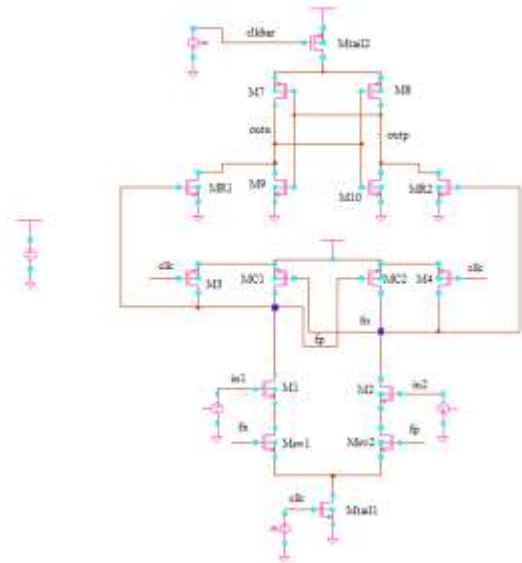 clkbar
Mtail2
M7
M8
outn
outp
MR1
M9
M10
MR2
clk
M3
MC1
MC2
M4
clk
fn
fp
in1
M1
M2
in2
fn
Msw1
Msw2
fp
clk
Mtail1